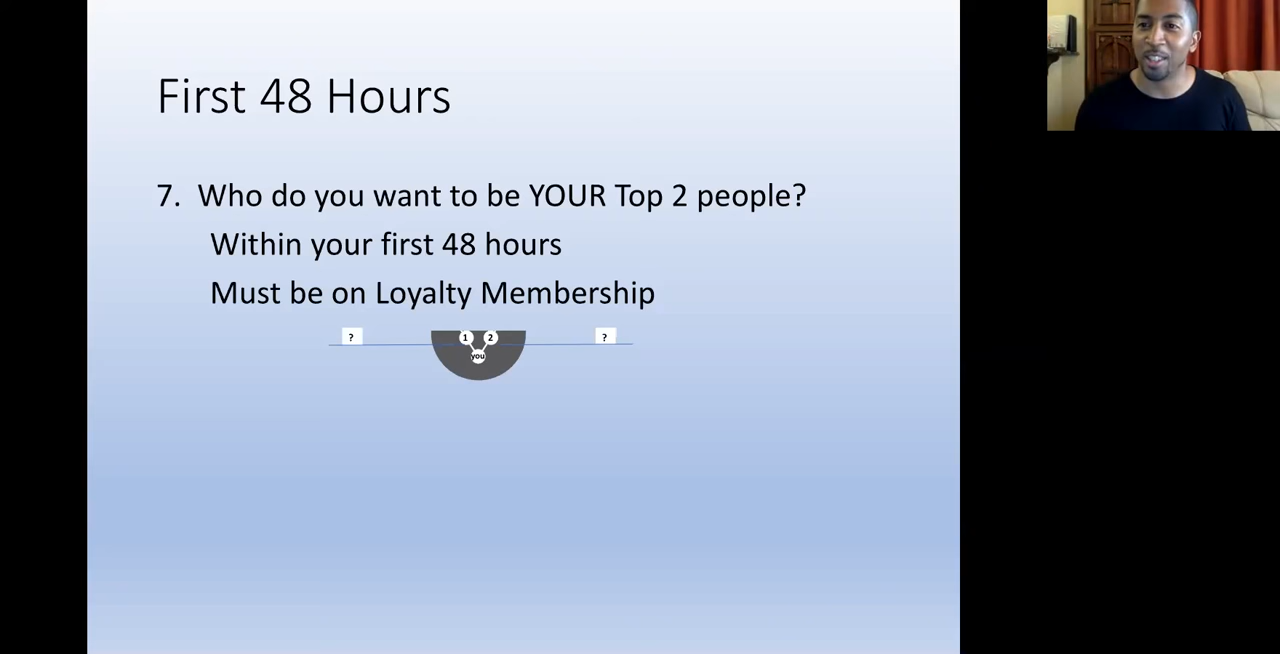 First 48 Hours
7. Who do you want to be YOUR Top 2 people?
Within your first 48 hours
Must be on Loyalty Membership
? 1 2 ?
you